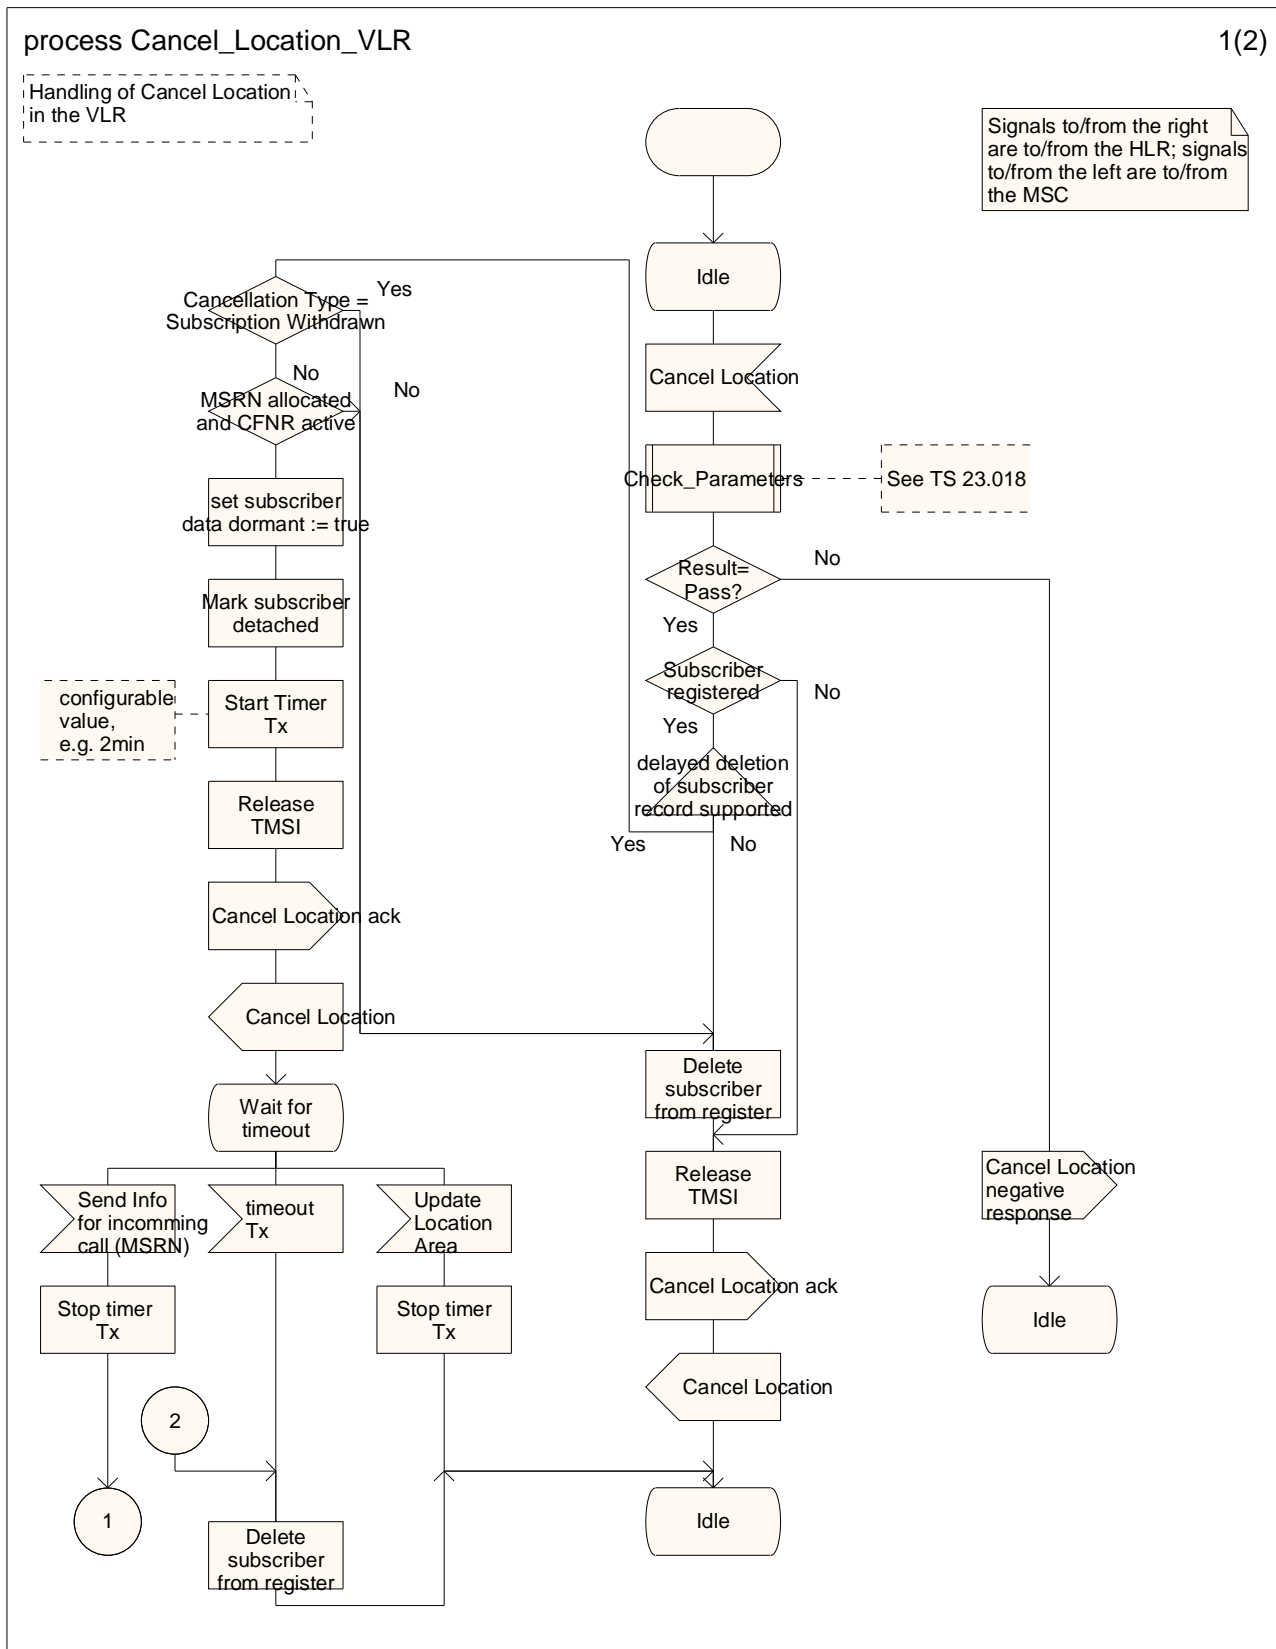 process Cancel_Location_VLR
1(2)
Handling of Cancel Location
in the VLR
Signals to/from the right
are to/from the HLR; signals
to/from the left are to/from
the MSC
Idle
Cancel Location
Check_Parameters
See TS 23.018
Result=
Pass?
No
Yes
Subscriber
registered
No
Yes
delayed deletion
of subscriber
record supported
Yes
No
Cancellation Type =
Subscription Withdrawn
Yes
No
MSRN allocated
and CFNR active
No
set subscriber
data dormant := true
Mark subscriber
detached
configurable
value,
e.g. 2min
Start Timer
Tx
Release
TMSI
Cancel Location ack
Cancel Location
Wait for
timeout
Send Info
for incomming
call (MSRN)
timeout
Tx
Update
Location
Area
Stop timer
Tx
Stop timer
Tx
2
1
Delete
subscriber
from register
Delete
subscriber
from register
Release
TMSI
Cancel Location ack
Cancel Location
Idle
Cancel Location
negative
response
Idle